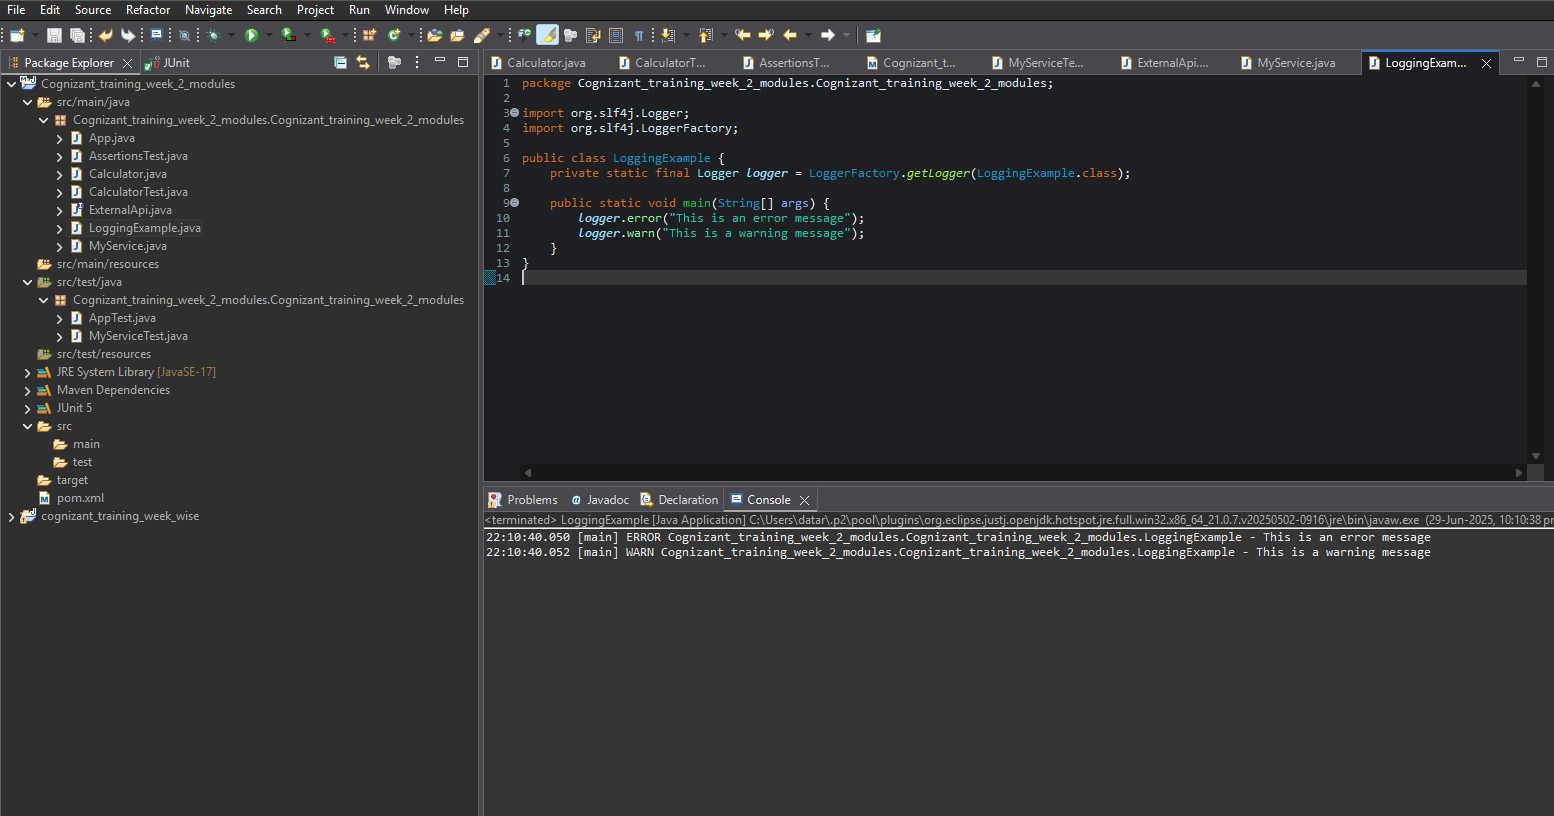 File Edit Source Refactor Navigate Search Project Run Window Help
Package Explorer JUnit
Cognizant_training_week_2_modules
src/main/java
Cognizant_training_week_2_modules.Cognizant_training_week_2_modules
App.java
AssertionsTest.java
Calculator.java
CalculatorTest.java
ExternalApi.java
LoggingExample.java
MyService.java
src/main/resources
src/test/java
Cognizant_training_week_2_modules.Cognizant_training_week_2_modules
AppTest.java
MyServiceTest.java
src/test/resources
JRE System Library [JavaSE-17]
Maven Dependencies
JUnit 5
src
main
test
target
pom.xml
cognizant_training_week_wise
Calculator.java CalculatorT... AssertionsT... Cognizant_t... MyServiceTe... ExternalApi.... MyService.java LoggingExam...
1 package Cognizant_training_week_2_modules.Cognizant_training_week_2_modules;
2
3 import org.slf4j.Logger;
4 import org.slf4j.LoggerFactory;
5
6 public class LoggingExample {
7 private static final Logger logger = LoggerFactory.getLogger(LoggingExample.class);
8
9 public static void main(String[] args) {
10 logger.error("This is an error message");
11 logger.warn("This is a warning message");
12 }
13 }
14
Problems @ Javadoc Declaration Console
<terminated> LoggingExample [Java Application] C:\Users\datar\.p2\pool\plugins\org.eclipse.justj.openjdk.hotspot.jre.full.win32.x86_64_21.0.7.v20250502-0916\jre\bin\javaw.exe (29-Jun-2025, 10:10:38 pr
22:10:40.050 [main] ERROR Cognizant_training_week_2_modules.Cognizant_training_week_2_modules.LoggingExample - This is an error message
22:10:40.052 [main] WARN Cognizant_training_week_2_modules.Cognizant_training_week_2_modules.LoggingExample - This is a warning message